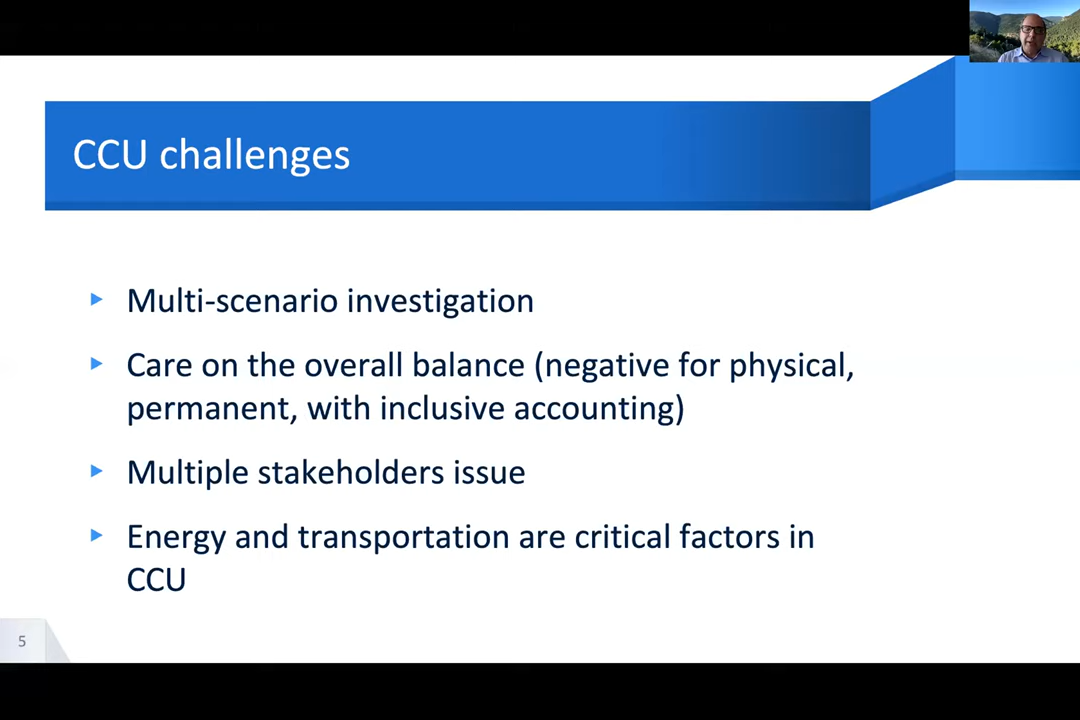 CCU challenges
Multi-scenario investigation
Care on the overall balance (negative for physical,
permanent, with inclusive accounting)
Multiple stakeholders issue
Energy and transportation are critical factors in
CCU
5